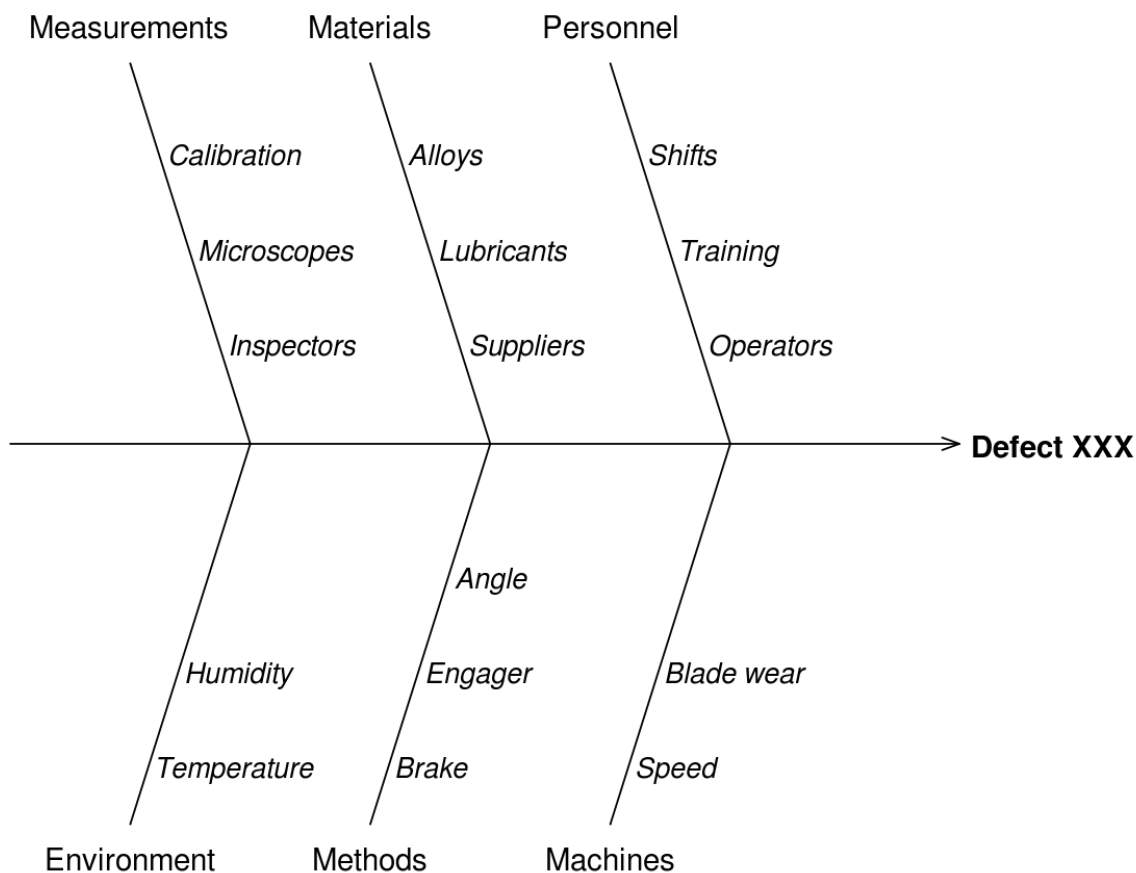 Measurements
Materials
Personnel
Calibration
Alloys
Shifts
Microscopes
Lubricants
Training
Inspectors
Suppliers
Operators
Defect XXX
Angle
Humidity
Engager
Blade wear
Temperature
Brake
Speed
Environment
Methods
Machines